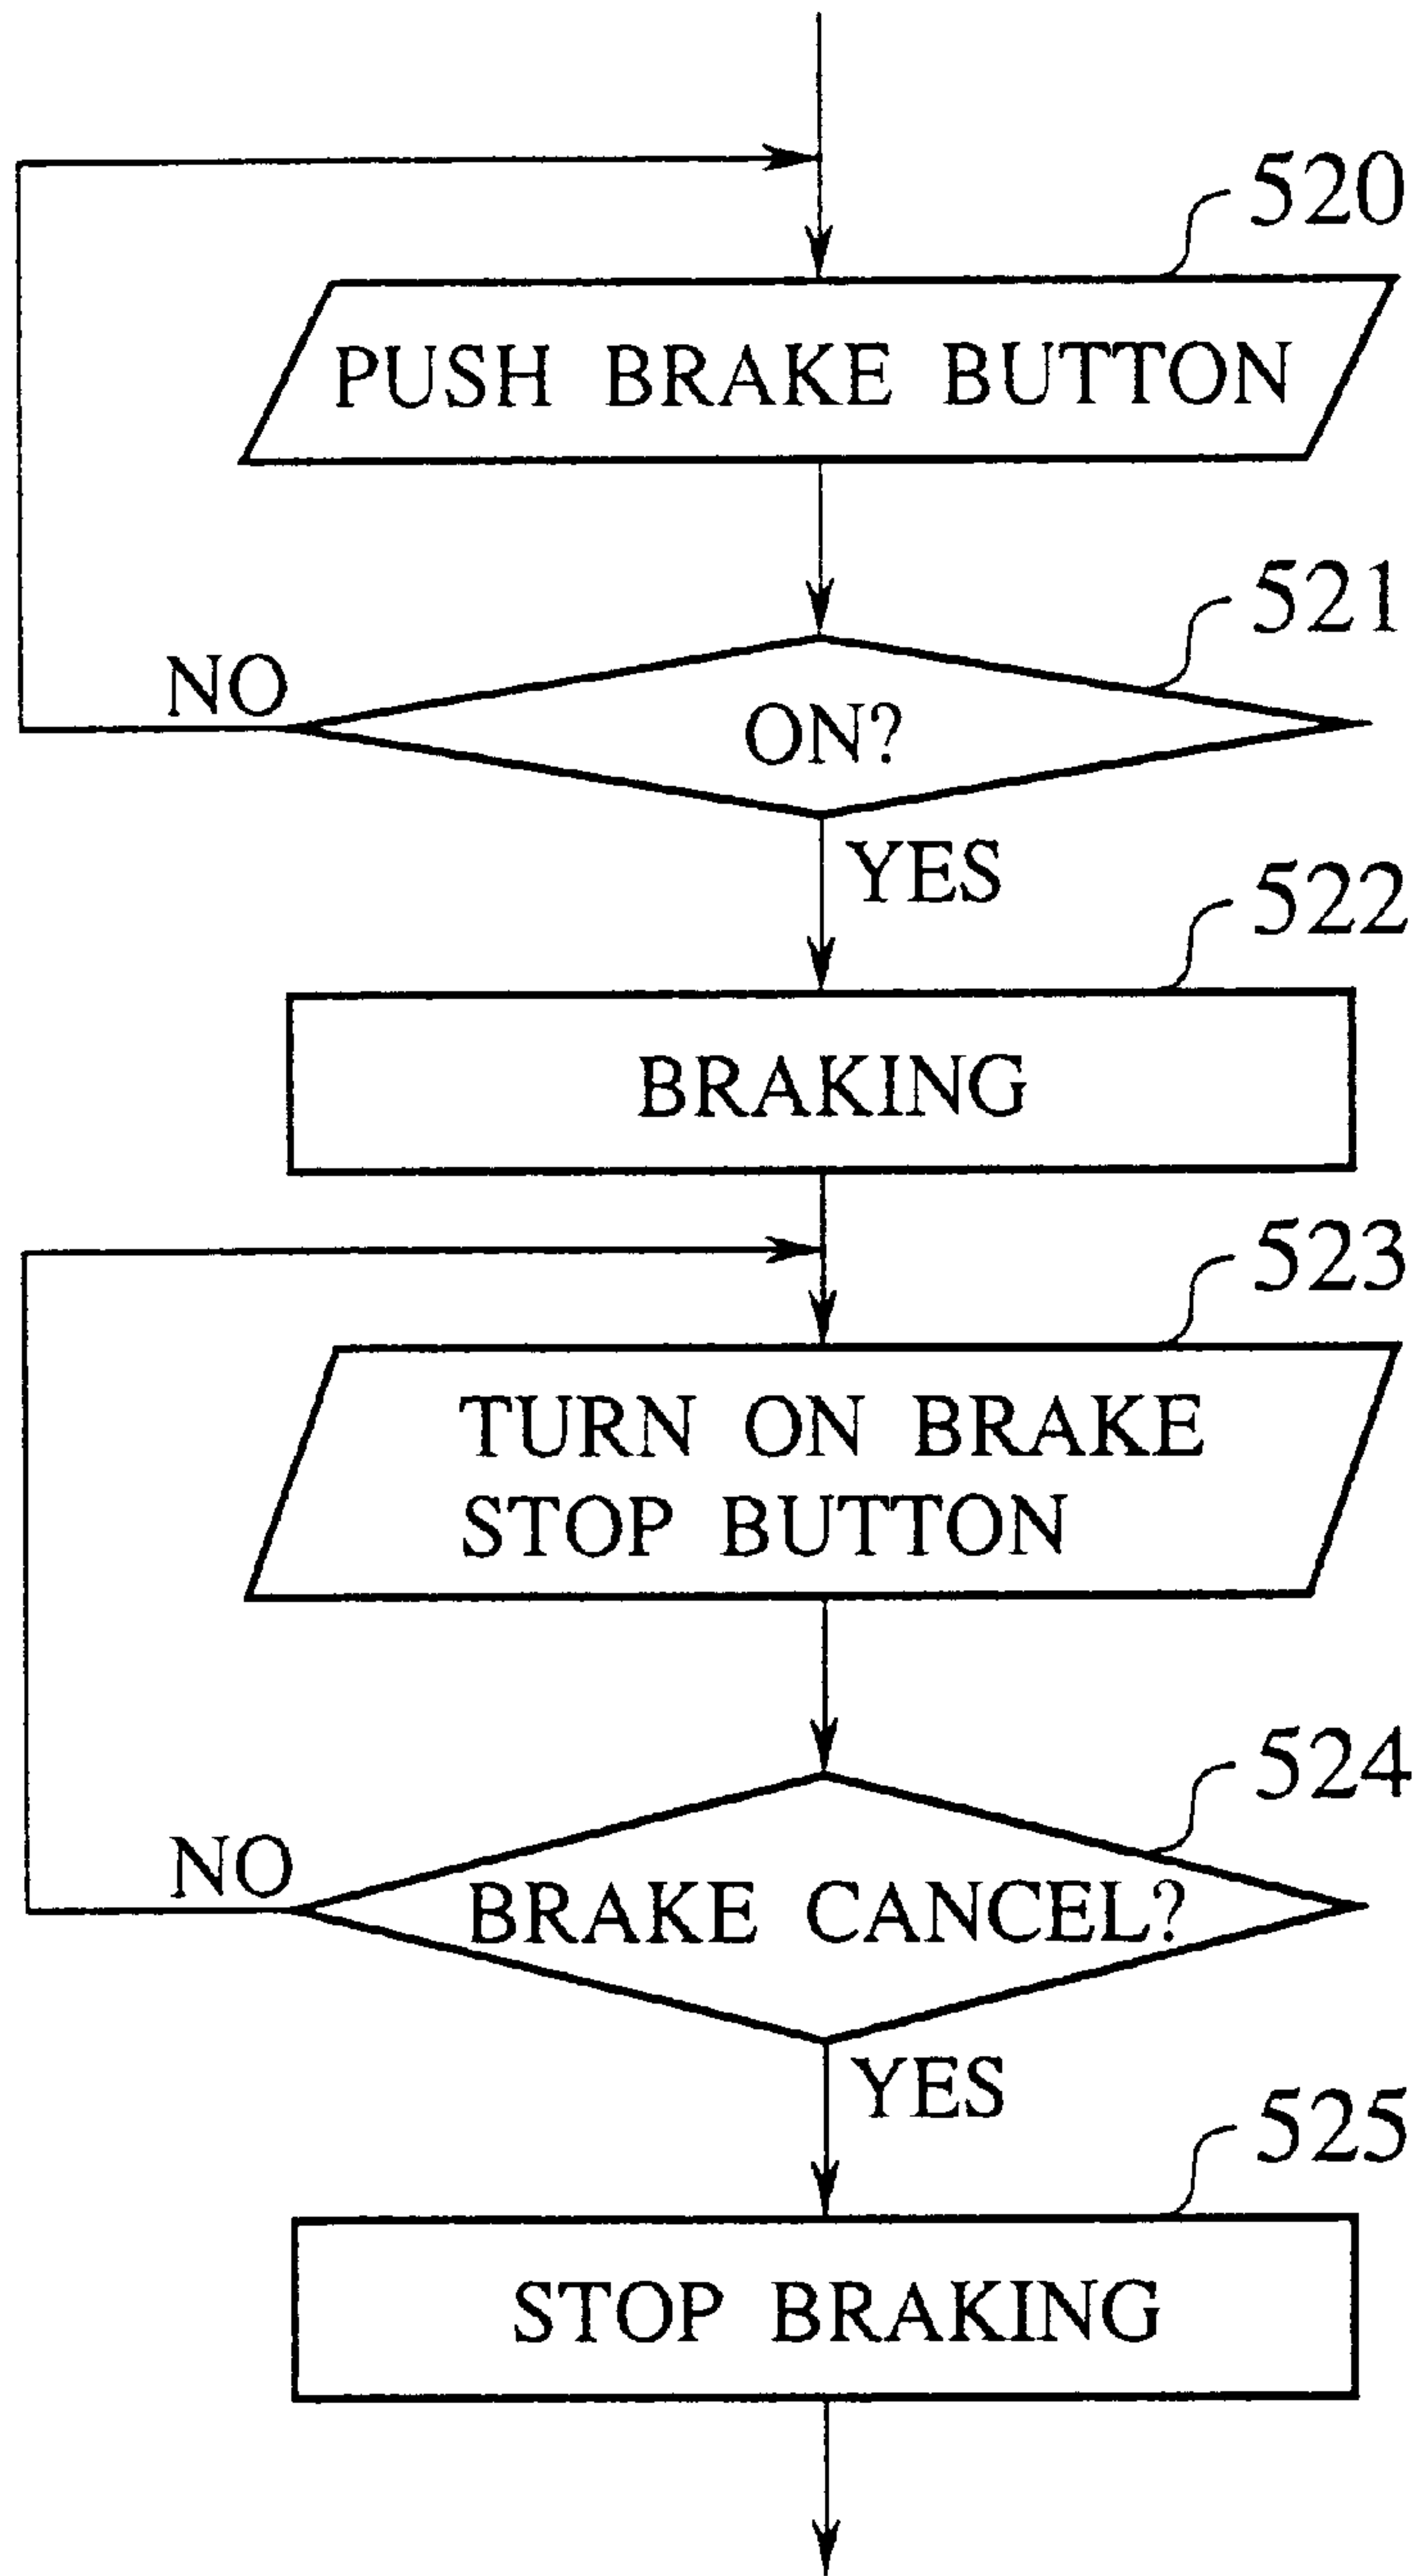 520
PUSH BRAKE BUTTON
521
NO
ON?
YES
522
BRAKING
523
TURN ON BRAKE
STOP BUTTON
524
NO
BRAKE CANCEL?
YES
525
STOP BRAKING